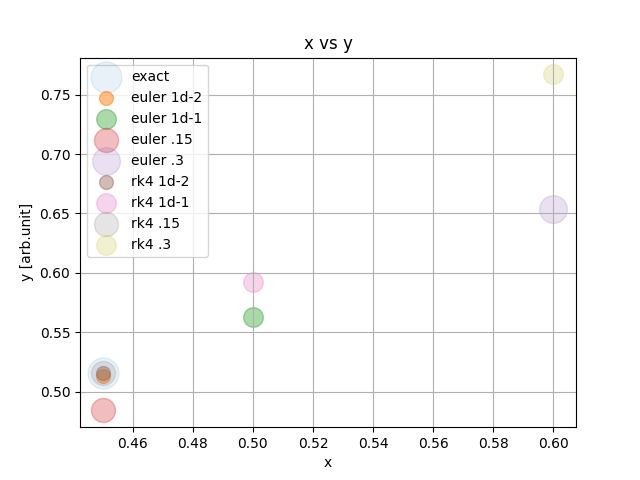 x vs y
exact
euler 1d-2
euler 1d-1
euler .15
euler .3
rk4 1d-2
rk4 1d-1
rk4 .15
rk4 .3
y [arb.unit]
0.75
0.70
0.65
0.60
0.55
0.50
0.46 0.48 0.50 0.52 0.54 0.56 0.58 0.60
x